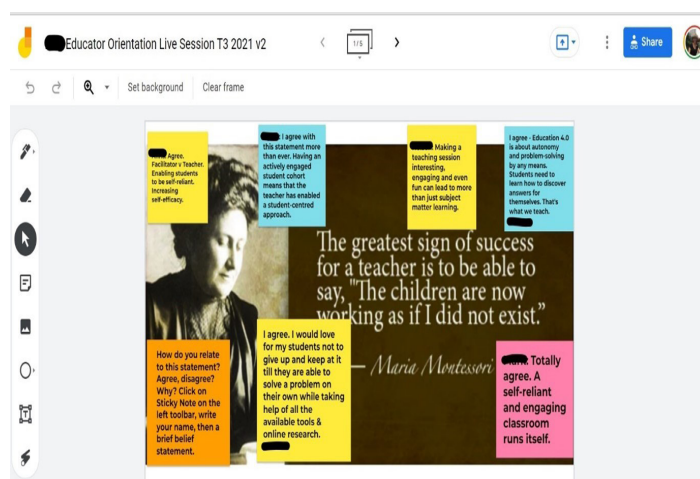 Educator Orientation Live Session T3 2021 v2
1/5
Share
Set background
Clear frame
Agree.
Facilitator v Teacher.
Enabling students
to be self-reliant.
Increasing
self-efficacy.
I agree with
this statement more
than ever. Having an
actively engaged
student cohort
means that the
teacher has enabled
a student-centred
approach.
Making a
teaching session
interesting,
engaging and even
fun can lead to more
than just subject
matter learning.
I agree - Education 4.0
is about autonomy
and problem-solving
by any means.
Students need to
learn how to discover
answers for
themselves. That's
what we teach.
The greatest sign of success
for a teacher is to be able to
say, "The children are now
working as if I did not exist."
— Maria Montessori
How do you relate
to this statement?
Agree, disagree?
Why? Click on
Sticky Note on the
left toolbar, write
your name, then a
brief belief
statement.
I agree. I would love
for my students not to
give up and keep at it
till they are able to
solve a problem on
their own while taking
help of all the
available tools &
online research.
Totally
agree. A
self-reliant
and engaging
classroom
runs itself.